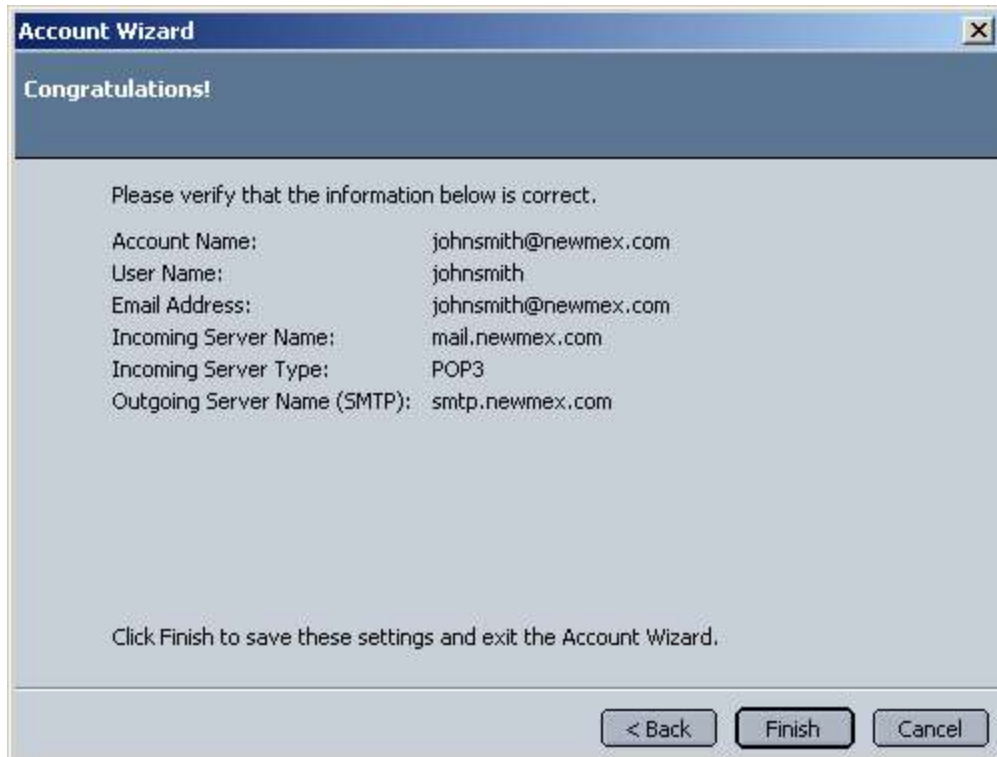 Account Wizard
Congratulations!
Please verify that the information below is correct.
Account Name: johnsmith@newmex.com
User Name: johnsmith
Email Address: johnsmith@newmex.com
Incoming Server Name: mail.newmex.com
Incoming Server Type: POP3
Outgoing Server Name (SMTP): smtp.newmex.com
Click Finish to save these settings and exit the Account Wizard.
< Back Finish Cancel